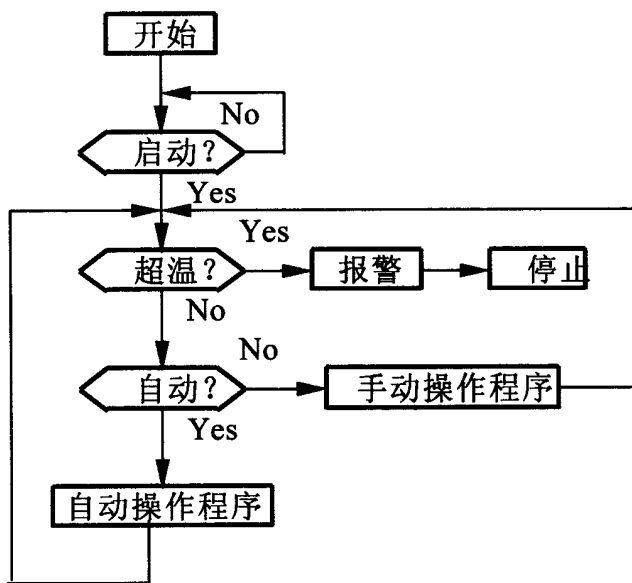 开始
No
启动?
Yes
Yes
超温?
报警
停止
No
No
自动?
手动操作程序
Yes
自动操作程序